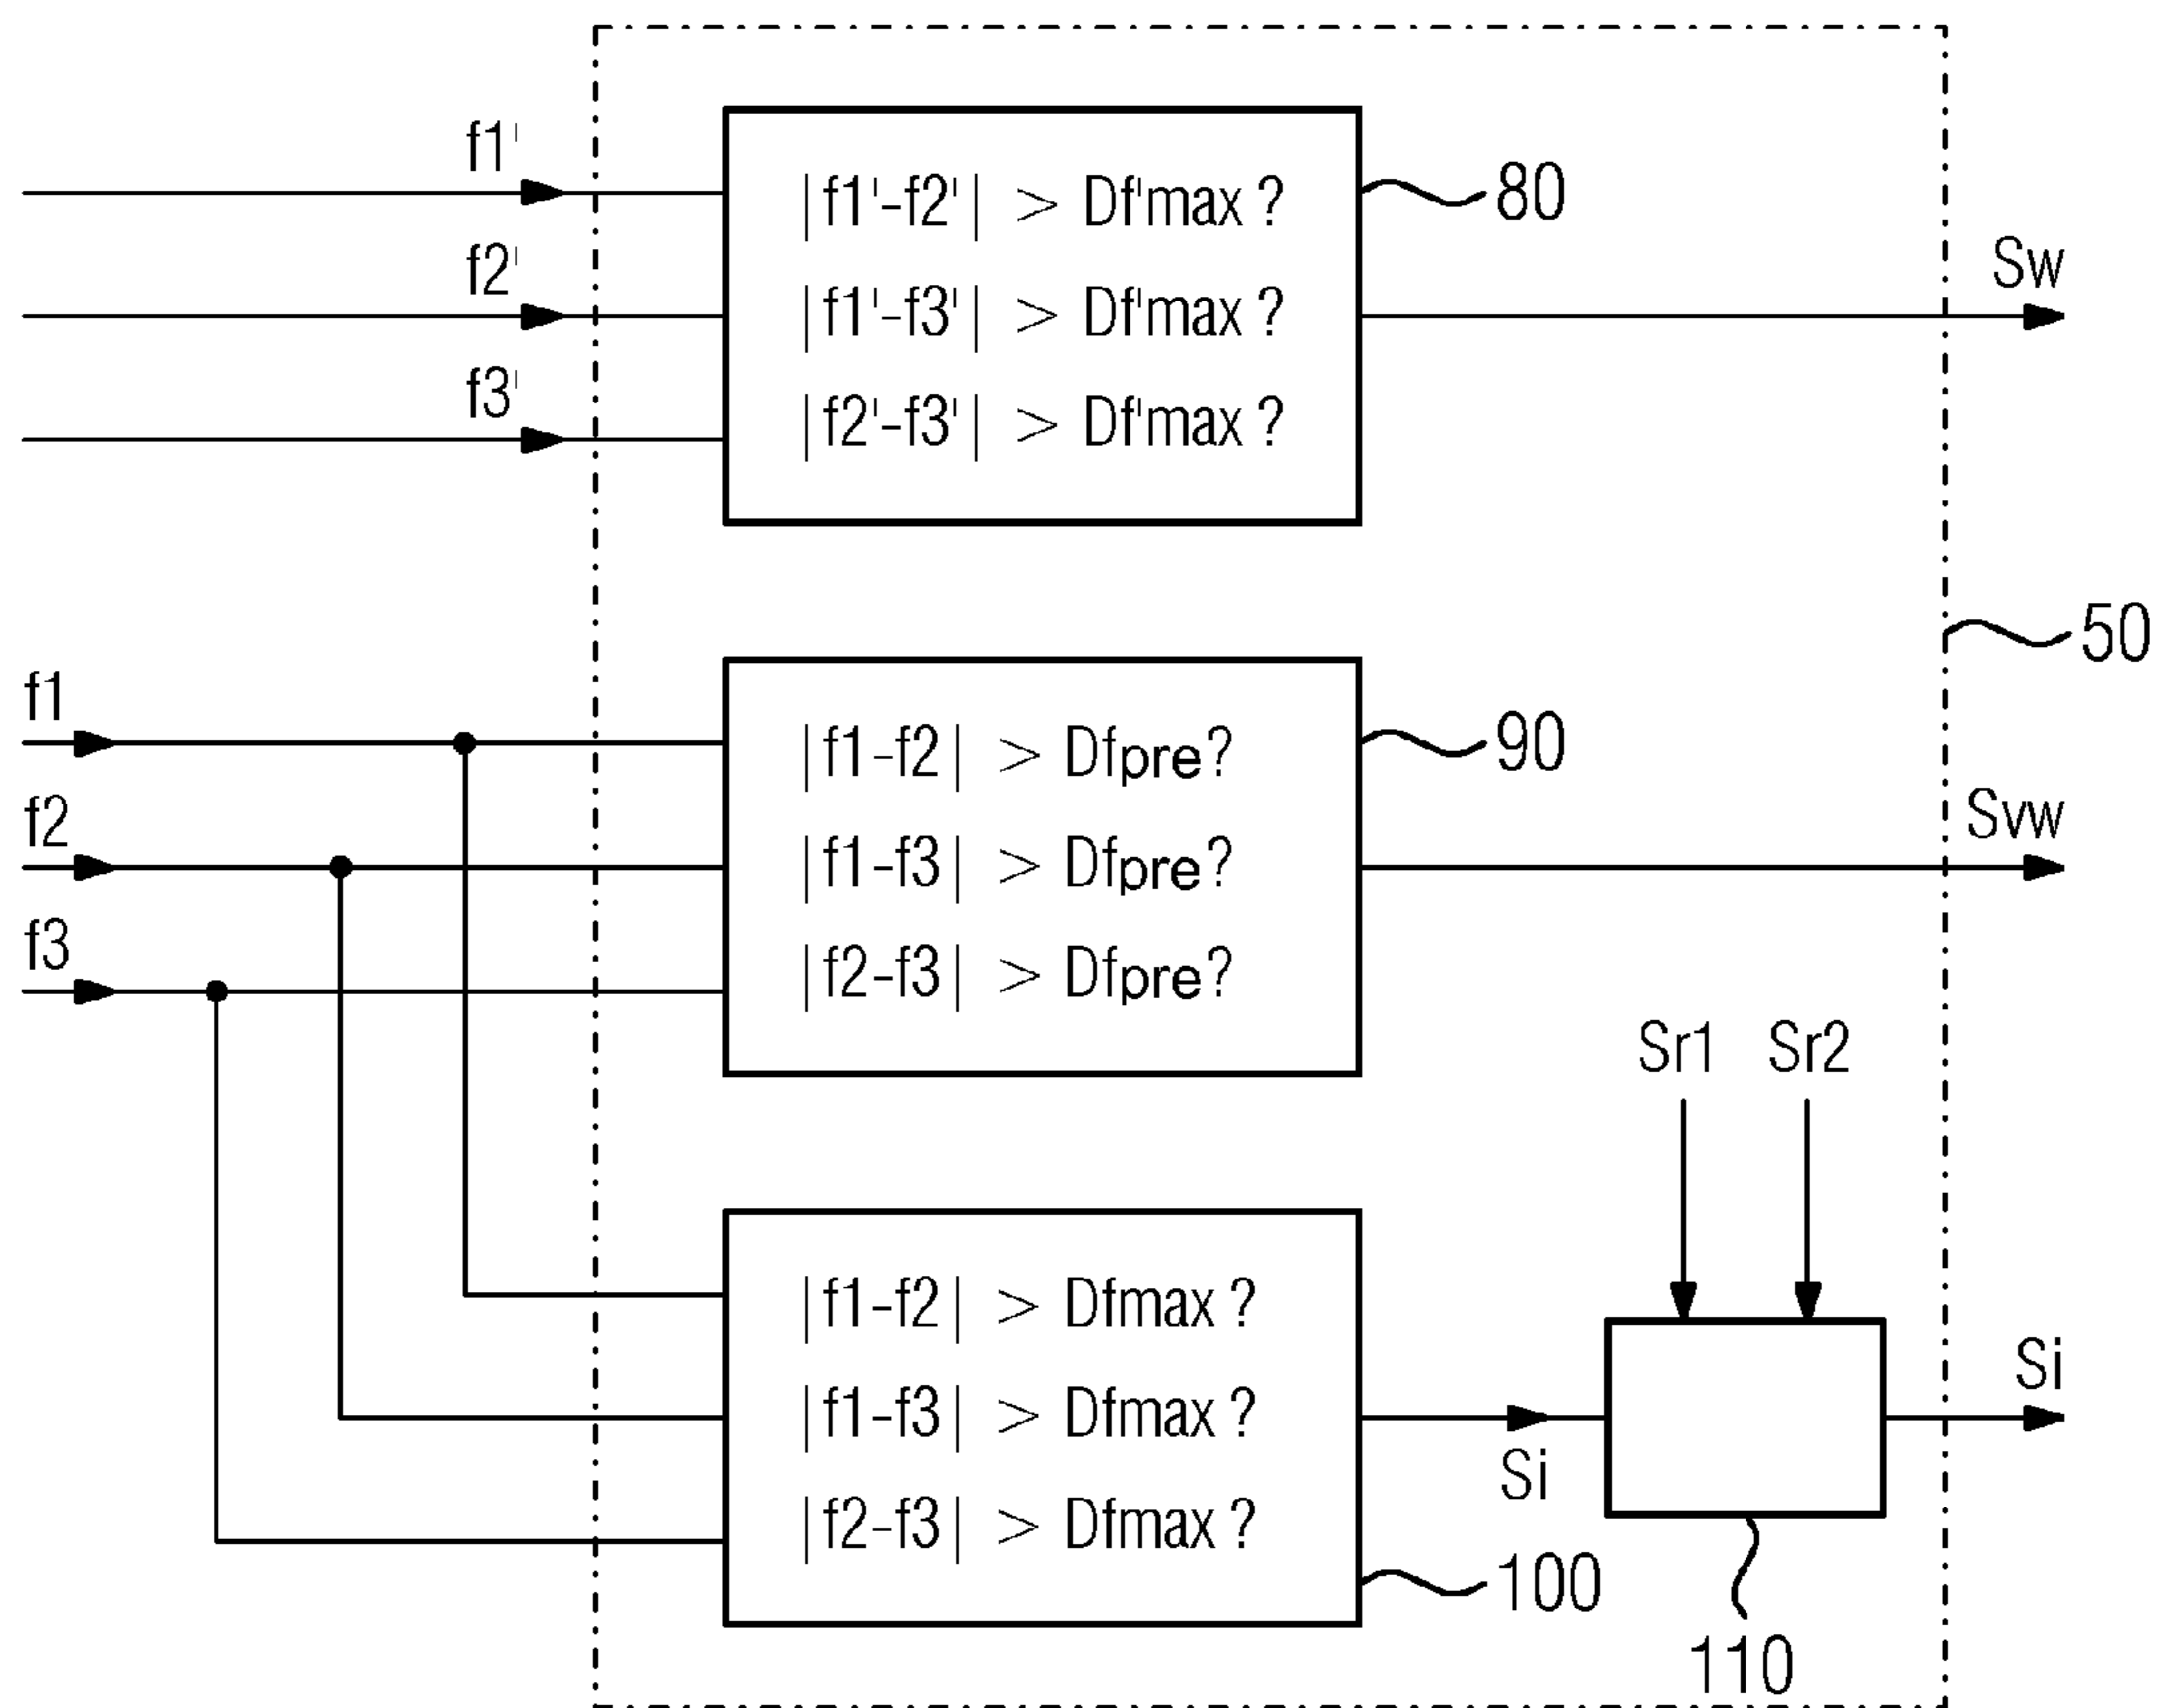 f1'
f2'
f3'
|f1'-f2'| > Df'max ?
|f1'-f3'| > Df'max ?
|f2'-f3'| > Df'max ?
80
Sw
50
f1
f2
f3
|f1-f2| > Dfpre?
|f1-f3| > Dfpre?
|f2-f3| > Dfpre?
90
Svw
Sr1 Sr2
|f1-f2| > Dfmax ?
|f1-f3| > Dfmax ?
|f2-f3| > Dfmax ?
Si
Si
100
110